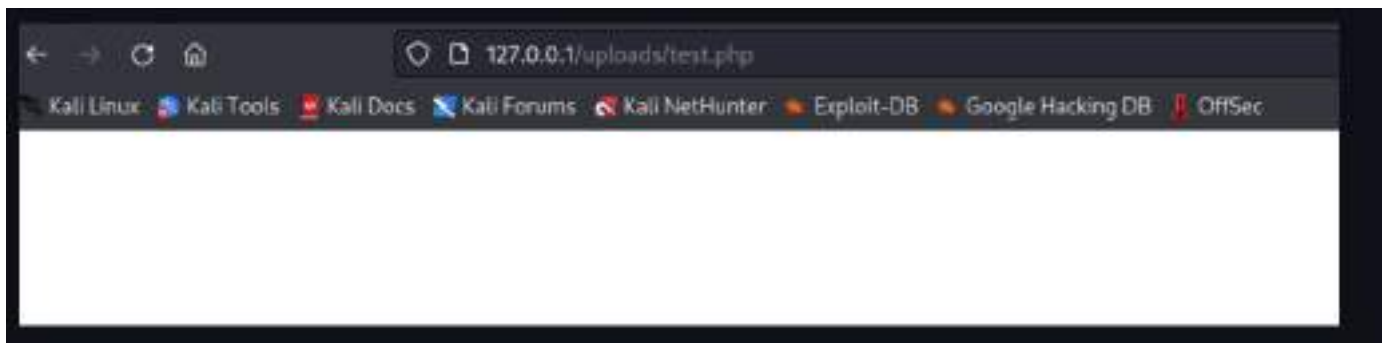 127.0.0.1/uploads/test.php
Kali Linux Kali Tools Kali Docs Kali Forums Kali NetHunter Exploit-DB Google Hacking DB OffSec